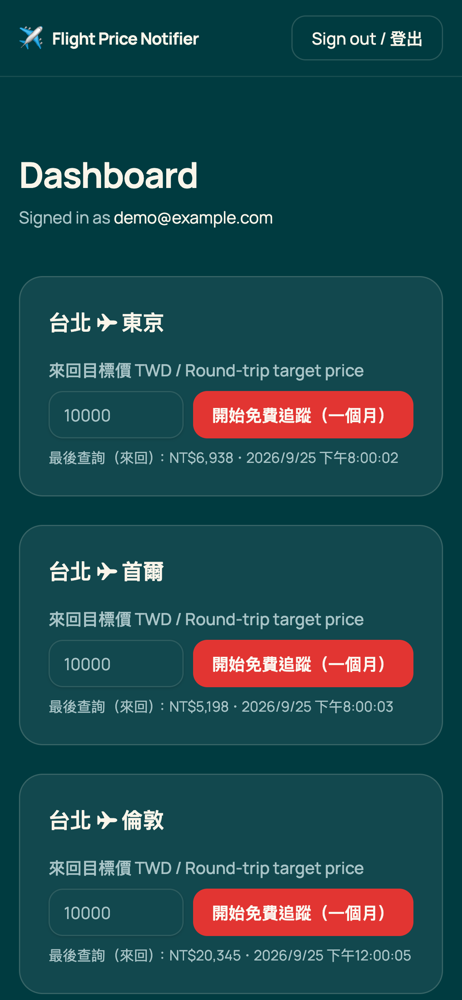 Flight Price Notifier
Sign out / 登出
Dashboard
Signed in as demo@example.com
台北 ✈ 東京
來回目標價 TWD / Round-trip target price
10000
開始免費追蹤（一個月）
最後查詢（來回）：NT$6,938 · 2026/9/25 下午8:00:02
台北 ✈ 首爾
來回目標價 TWD / Round-trip target price
10000
開始免費追蹤（一個月）
最後查詢（來回）：NT$5,198 · 2026/9/25 下午8:00:03
台北 ✈ 倫敦
來回目標價 TWD / Round-trip target price
10000
開始免費追蹤（一個月）
最後查詢（來回）：NT$20,345 · 2026/9/25 下午12:00:05